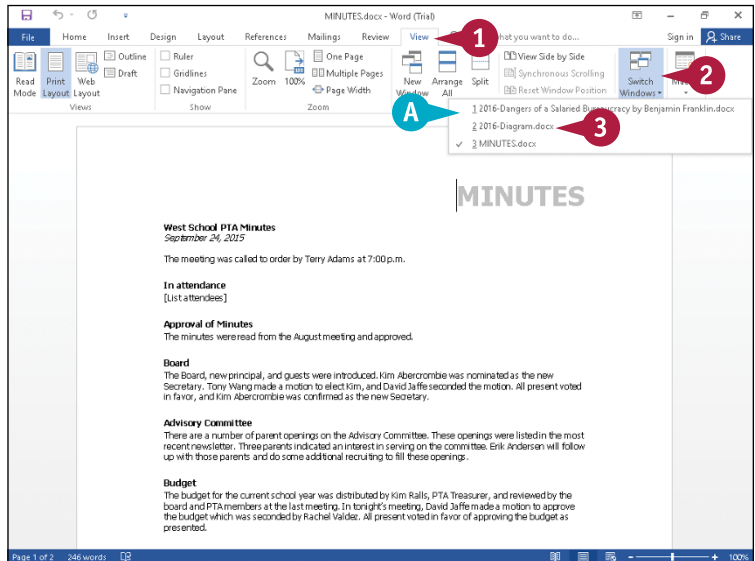 MINUTES.docx - Word (Trial)
File Home Insert Design Layout References Mailings Review View hat you want to do... Sign in Share
Read Mode
Print Layout
Web Layout
Outline
Draft
Views
Ruler
Gridlines
Navigation Pane
Show
Zoom
100%
One Page
Multiple Pages
Page Width
Zoom
New Window
Arrange All
Split
View Side by Side
Synchronous Scrolling
Reset Window Position
Switch Windows
1
2
A
3
1 2016-Dangers of a Salaried Bureaucracy by Benjamin Franklin.docx
2 2016-Diagram.docx
3 MINUTES.docx
MINUTES
West School PTA Minutes
September 24, 2015
The meeting was called to order by Terry Adams at 7:00 p.m.
In attendance
[List attendees]
Approval of Minutes
The minutes were read from the August meeting and approved.
Board
The Board, new principal, and guests were introduced. Kim Abercrombie was nominated as the new
Secretary. Tony Wang made a motion to elect Kim, and David Jaffe seconded the motion. All present voted
in favor, and Kim Abercrombie was confirmed as the new Secretary.
Advisory Committee
There are a number of parent openings on the Advisory Committee. These openings were listed in the most
recent newsletter. Three parents indicated an interest in serving on the committee. Erik Andersen will follow
up with those parents and do some additional recruiting to fill these openings.
Budget
The budget for the current school year was distributed by Kim Ralls, PTA Treasurer, and reviewed by the
board and PTA members at the last meeting. In tonight's meeting, David Jaffe made a motion to approve
the budget which was seconded by Rachel Valdez. All present voted in favor of approving the budget as
presented.
Page 1 of 2 246 words 100%